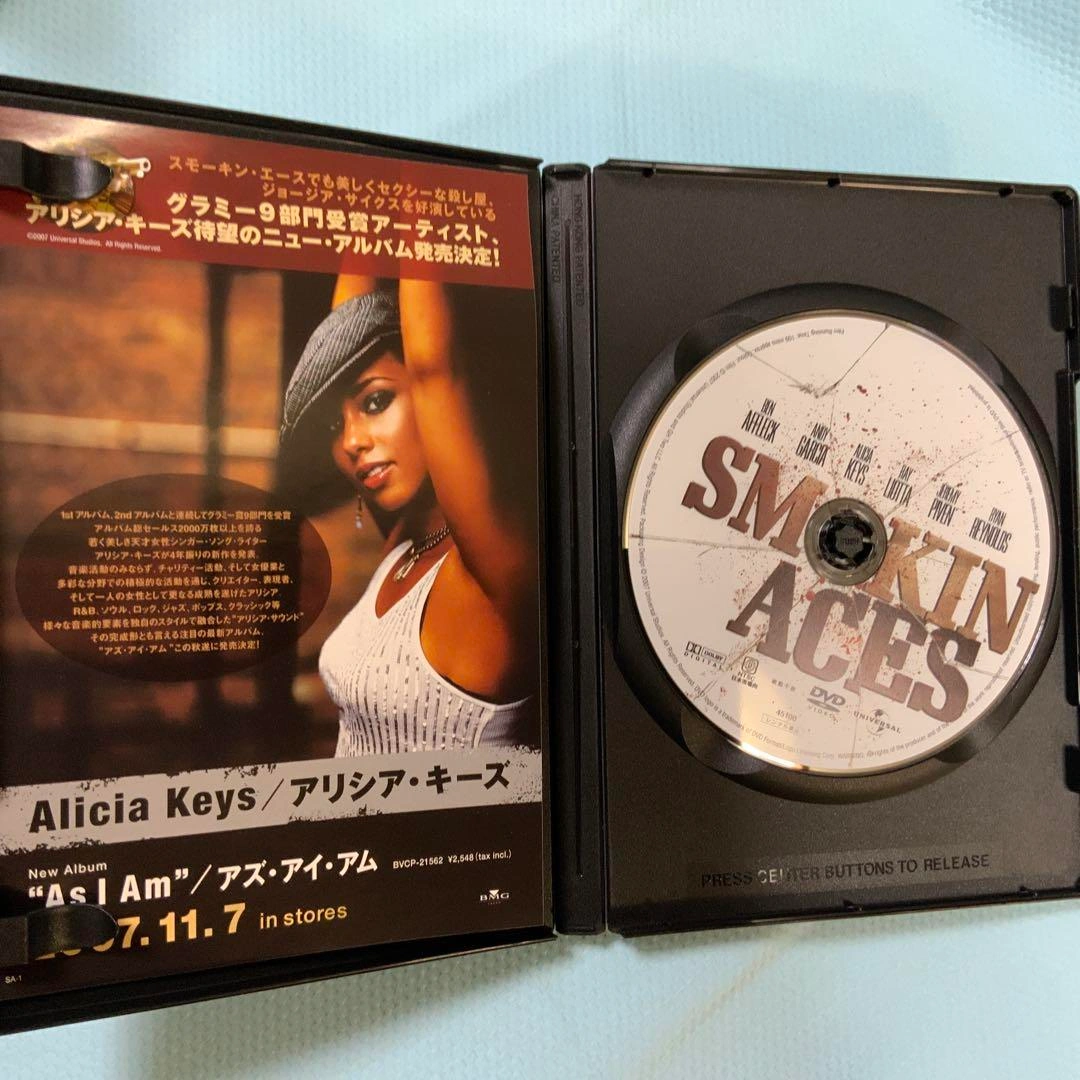 スモーキン・エースでも美しくセクシーな殺し屋、
ジョージア・サイクスを好演している
グラミー9部門受賞アーティスト、
アリシア・キーズ待望のニュー・アルバム発売決定!
©2007 Universal Studios. All Rights Reserved.
1stアルバム、2ndアルバムと連続してグラミー賞9部門を受賞
アルバム総セールス2000万枚以上を誇る
若く美しき天才女性シンガー・ソング・ライター
アリシア・キーズが4年振りの新作を発表。
音楽活動のみならず、チャリティー活動、そして女優業と
多彩な分野での積極的な活動を通じ、クリエイター、表現者、
そして一人の女性として更なる成熟を遂げたアリシア。
R&B、ソウル、ロック、ジャズ、ポップス、クラッシック等
様々な音楽的要素を独自のスタイルで融合した"アリシア・サウンド"
その完成形とも言える注目の最新アルバム、
"アズ・アイ・アム"この秋遂に発売決定!
Alicia Keys/アリシア・キーズ
New Album
"As I Am"/アズ・アイ・アム
BVCP-21562 ¥2,548(tax incl.)
BMG
.11.7 in stores
SA-1
HONG KONG PATENTED
CHINA PATENTED
BEN
AFFLECK
ANDY
GARCIA
ALICIA
KEYS
RAY
LIOTTA
JEREMY
PIVEN
RYAN
REYNOLDS
SMOKIN
ACES
DOLBY
DIGITAL
NTSC
日本市場向
DVD
VIDEO
UNIVERSAL
45100
PRESS CENTER BUTTONS TO RELEASE